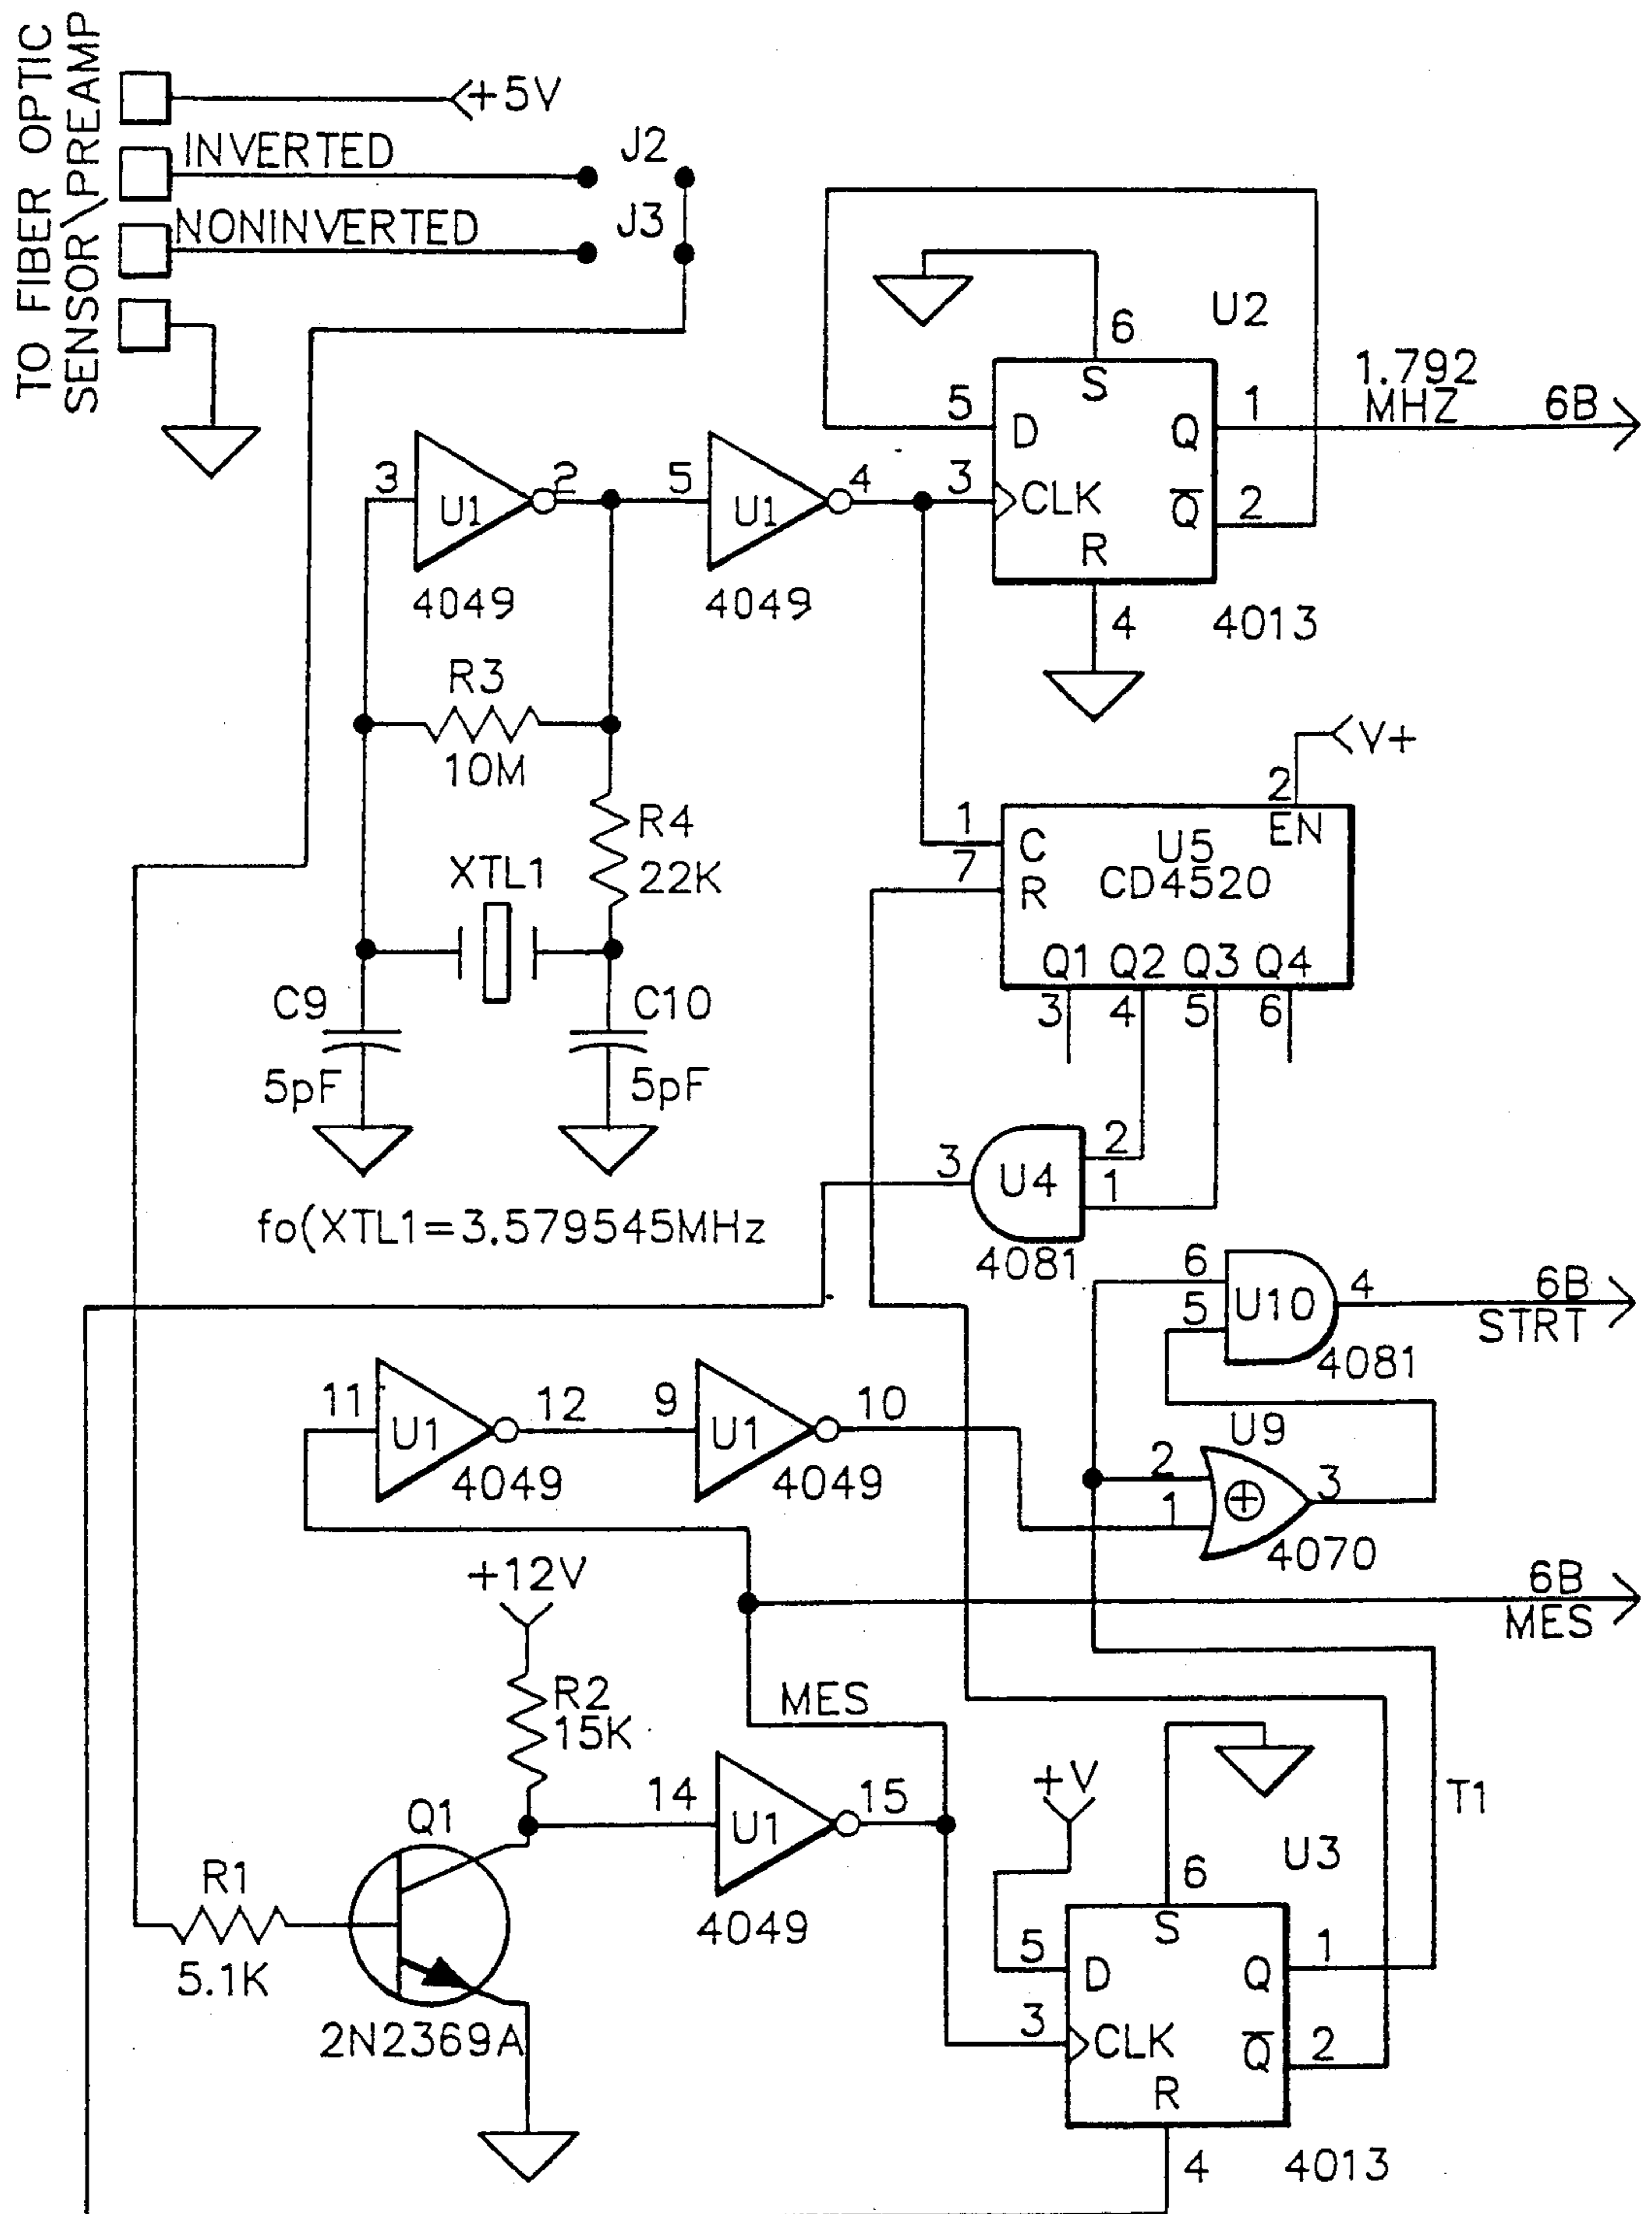 TO FIBER OPTIC
SENSOR\PREAMP
+5V
INVERTED
J2
NONINVERTED
J3
U2
6
S
5
D
Q
1
1.792
MHZ
6B
3
CLK
Q
2
R
4
4013
3
U1
2
4049
5
U1
4
4049
R3
10M
R4
22K
XTL1
C9
5pF
C10
5pF
fo(XTL1=3.579545MHz
V+
2
EN
1
C
U5
CD4520
7
R
Q1
Q2
Q3
Q4
3
4
5
6
3
U4
2
1
4081
6
5
U10
4
4081
6B
STRT
11
U1
12
4049
9
U1
10
4049
U9
2
1
3
4070
6B
MES
+12V
R2
15K
MES
14
U1
15
4049
Q1
R1
5.1K
2N2369A
+V
T1
U3
6
S
5
D
Q
1
3
CLK
Q
2
R
4
4013